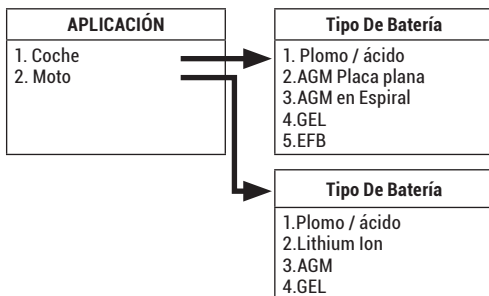 APLICACIÓN
1. Coche
2. Moto
Tipo De Batería
1. Plomo / ácido
2.AGM Placa plana
3.AGM en Espiral
4.GEL
5.EFB
Tipo De Batería
1.Plomo / ácido
2.Lithium Ion
3.AGM
4.GEL